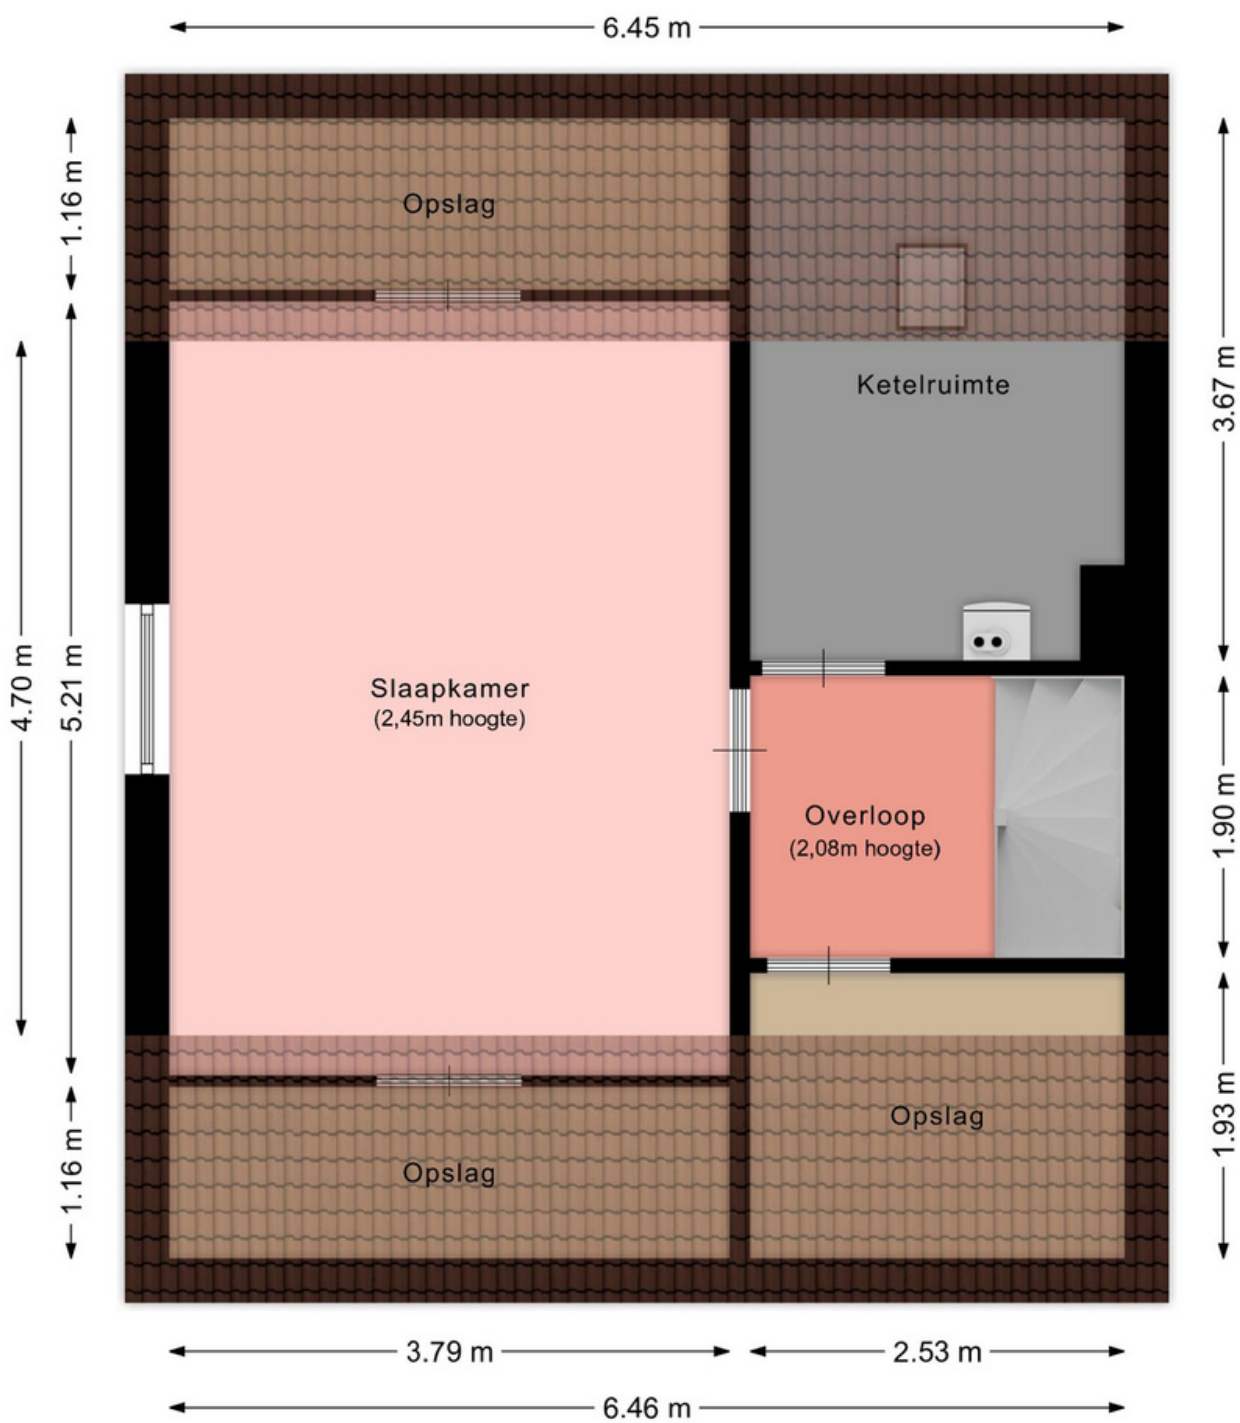 6.45 m
1.16 m
Opslag
Ketelruimte
3.67 m
4.70 m
5.21 m
Slaapkamer
(2,45m hoogte)
Overloop
(2,08m hoogte)
1.90 m
Opslag
1.93 m
1.16 m
Opslag
3.79 m
2.53 m
6.46 m